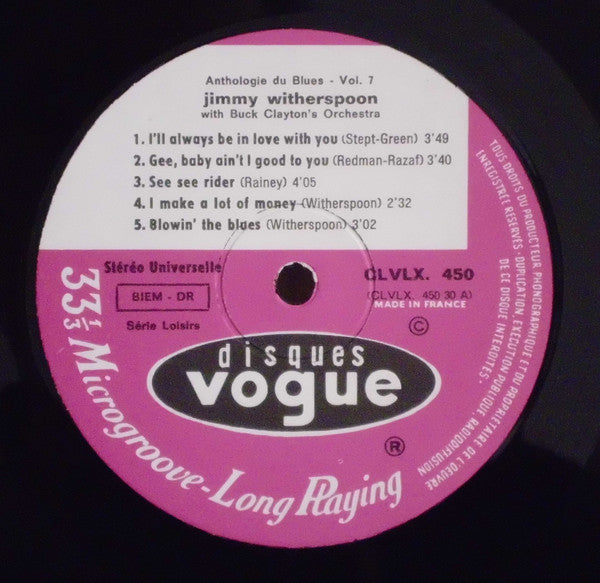 Anthologie du Blues - Vol. 7
jimmy witherspoon
with Buck Clayton's Orchestra
1. I'll always be in love with you (Stept-Green) 3'49
2. Gee, baby ain't I good to you (Redman-Razaf) 3'40
3. See see rider (Rainey) 4'05
4. I make a lot of money (Witherspoon) 2'32
5. Blowin' the blues (Witherspoon) 3'02
Stéréo Universelle
BIEM - DR
Série Loisirs
CLVLX. 450
(CLVLX. 450 30 A)
MADE IN FRANCE
©
disques
vogue
®
33 1/3 Microgroove-Long Playing
TOUS DROITS DU PRODUCTEUR PHONOGRAPHIQUE ET DU PROPRIÉTAIRE DE L'OEUVRE
ENREGISTRÉE RÉSERVÉS - DUPLICATION, EXÉCUTION PUBLIQUE RADIODIFFUSION
DE CE DISQUE INTERDITES.